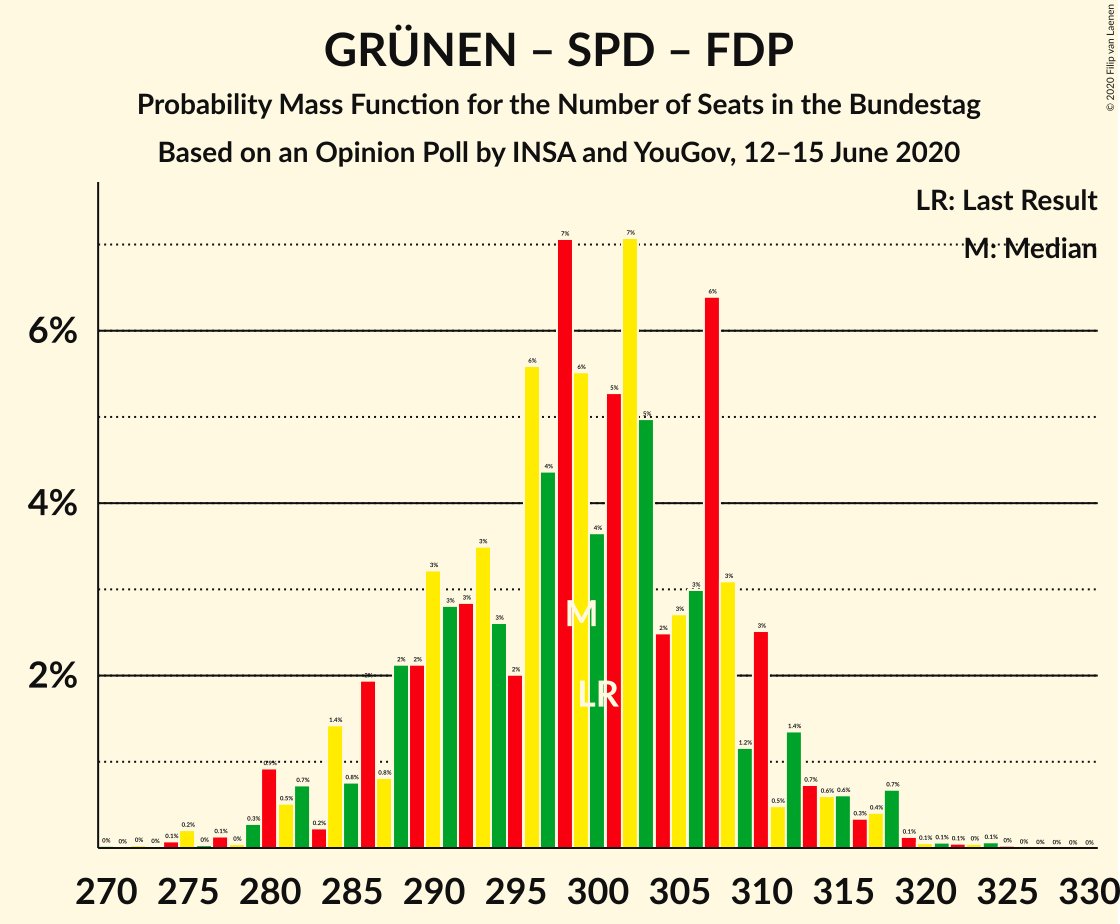 GRÜNEN – SPD – FDP
Probability Mass Function for the Number of Seats in the Bundestag
Based on an Opinion Poll by INSA and YouGov, 12–15 June 2020
© 2020 Filip van Laenen
LR: Last Result
M: Median
6%
4%
2%
0% 0% 0% 0% 0.1% 0.2% 0% 0.1% 0% 0.3% 0.9% 0.5% 0.7% 0.2% 1.4% 0.8% 2% 0.8% 2% 2% 3% 3% 3% 3% 3% 2% 6% 4% 7% 6% 4% 5% 7% 5% 2% 3% 3% 6% 3% 1.2% 3% 0.5% 1.4% 0.7% 0.6% 0.6% 0.3% 0.4% 0.7% 0.1% 0.1% 0.1% 0.1% 0% 0.1% 0% 0% 0% 0% 0% 0%
M
LR
270 275 280 285 290 295 300 305 310 315 320 325 330